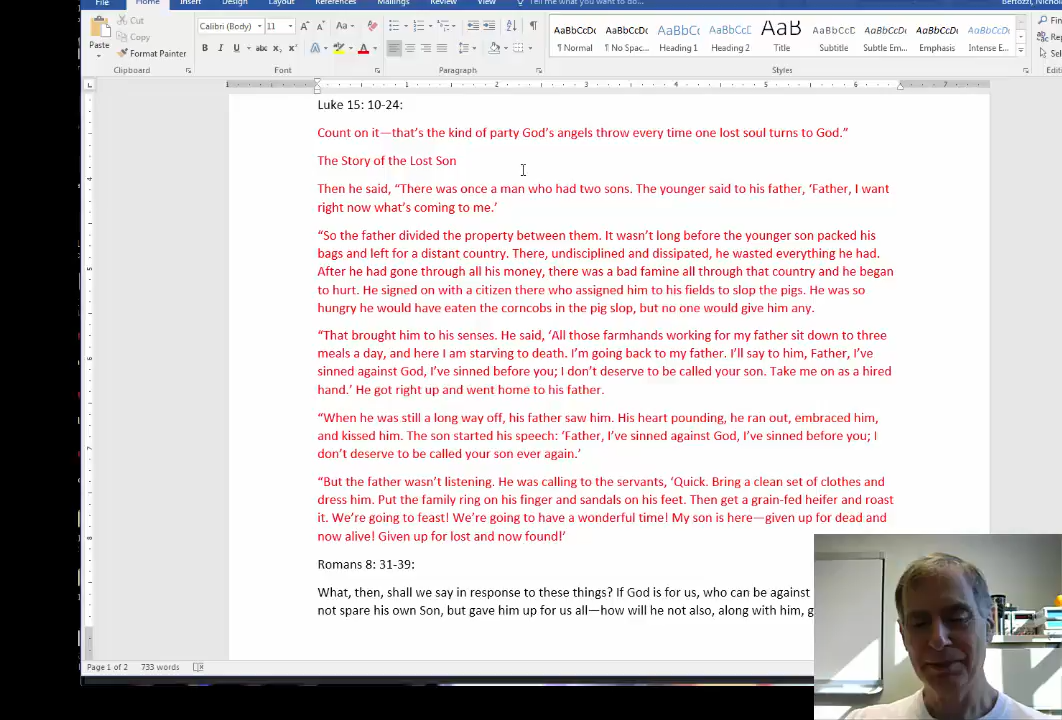 File Home Insert Design Layout References Mailings Review View Tell me what you want to do...
Cut
Copy
Format Painter
Paste
Calibri (Body) 11
Clipboard Font Paragraph Styles
AaBbCcDc AaBbCcDc AaBbCc AaBbCcC AaB AaBbCcD AaBbCcDc AaBbCcDc AaBbCcDc
¶ Normal ¶ No Spac... Heading 1 Heading 2 Title Subtitle Subtle Em... Emphasis Intense E...
Luke 15: 10-24:
Count on it—that’s the kind of party God’s angels throw every time one lost soul turns to God.”
The Story of the Lost Son
Then he said, “There was once a man who had two sons. The younger said to his father, ‘Father, I want
right now what’s coming to me.’
“So the father divided the property between them. It wasn’t long before the younger son packed his
bags and left for a distant country. There, undisciplined and dissipated, he wasted everything he had.
After he had gone through all his money, there was a bad famine all through that country and he began
to hurt. He signed on with a citizen there who assigned him to his fields to slop the pigs. He was so
hungry he would have eaten the corncobs in the pig slop, but no one would give him any.
“That brought him to his senses. He said, ‘All those farmhands working for my father sit down to three
meals a day, and here I am starving to death. I’m going back to my father. I’ll say to him, Father, I’ve
sinned against God, I’ve sinned before you; I don’t deserve to be called your son. Take me on as a hired
hand.’ He got right up and went home to his father.
“When he was still a long way off, his father saw him. His heart pounding, he ran out, embraced him,
and kissed him. The son started his speech: ‘Father, I’ve sinned against God, I’ve sinned before you; I
don’t deserve to be called your son ever again.’
“But the father wasn’t listening. He was calling to the servants, ‘Quick. Bring a clean set of clothes and
dress him. Put the family ring on his finger and sandals on his feet. Then get a grain-fed heifer and roast
it. We’re going to feast! We’re going to have a wonderful time! My son is here—given up for dead and
now alive! Given up for lost and now found!’
Romans 8: 31-39:
What, then, shall we say in response to these things? If God is for us, who can be against
not spare his own Son, but gave him up for us all—how will he not also, along with him, g
Page 1 of 2 733 words